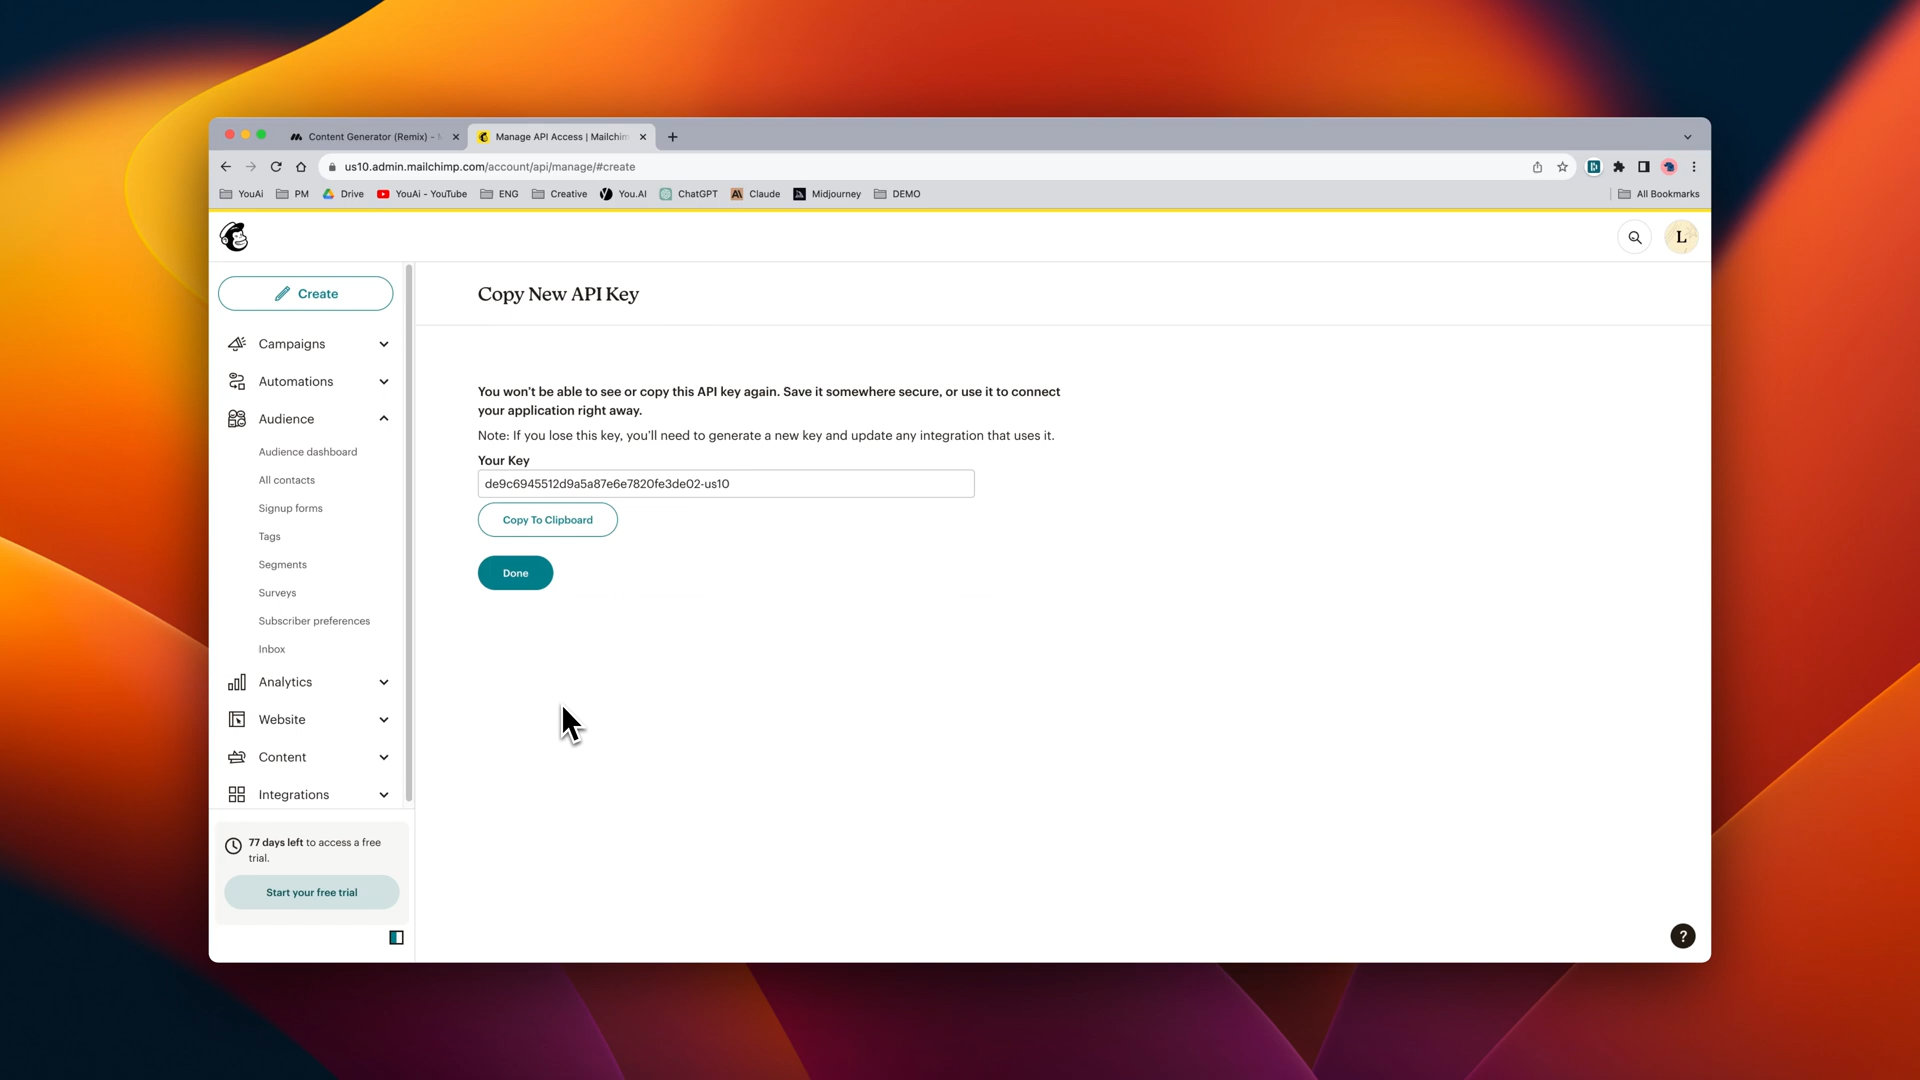 Content Generator (Remix) –
Manage API Access | Mailchim
us10.admin.mailchimp.com/account/api/manage/#create
YouAi
PM
Drive
YouAi - YouTube
ENG
Creative
You.AI
ChatGPT
Claude
Midjourney
DEMO
All Bookmarks
L
Create
Campaigns
Automations
Audience
Audience dashboard
All contacts
Signup forms
Tags
Segments
Surveys
Subscriber preferences
Inbox
Analytics
Website
Content
Integrations
77 days left to access a free
trial.
Start your free trial
Copy New API Key
You won't be able to see or copy this API key again. Save it somewhere secure, or use it to connect
your application right away.
Note: If you lose this key, you'll need to generate a new key and update any integration that uses it.
Your Key
de9c6945512d9a5a87e6e7820fe3de02-us10
Copy To Clipboard
Done
?